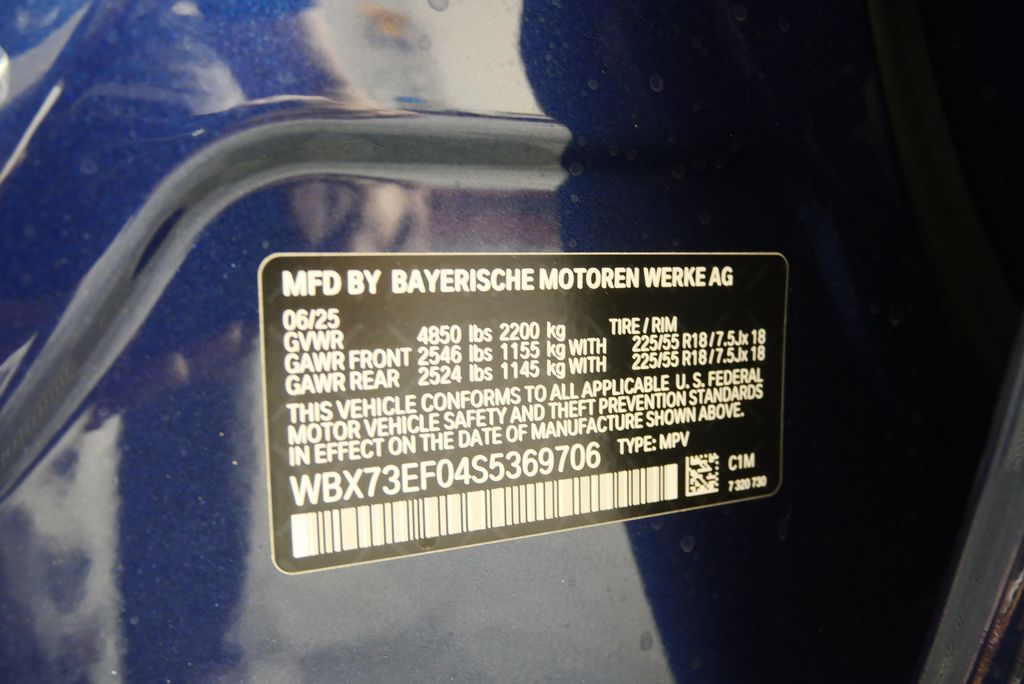 MFD BY BAYERISCHE MOTOREN WERKE AG
06/25
GVWR 4850 lbs 2200 kg TIRE / RIM
GAWR FRONT 2546 lbs 1155 kg WITH 225/55 R18 / 7.5Jx 18
GAWR REAR 2524 lbs 1145 kg WITH 225/55 R18 / 7.5Jx 18
THIS VEHICLE CONFORMS TO ALL APPLICABLE U. S. FEDERAL
MOTOR VEHICLE SAFETY AND THEFT PREVENTION STANDARDS
IN EFFECT ON THE DATE OF MANUFACTURE SHOWN ABOVE.
WBX73EF04S5369706 TYPE: MPV
C1M
7 320 730